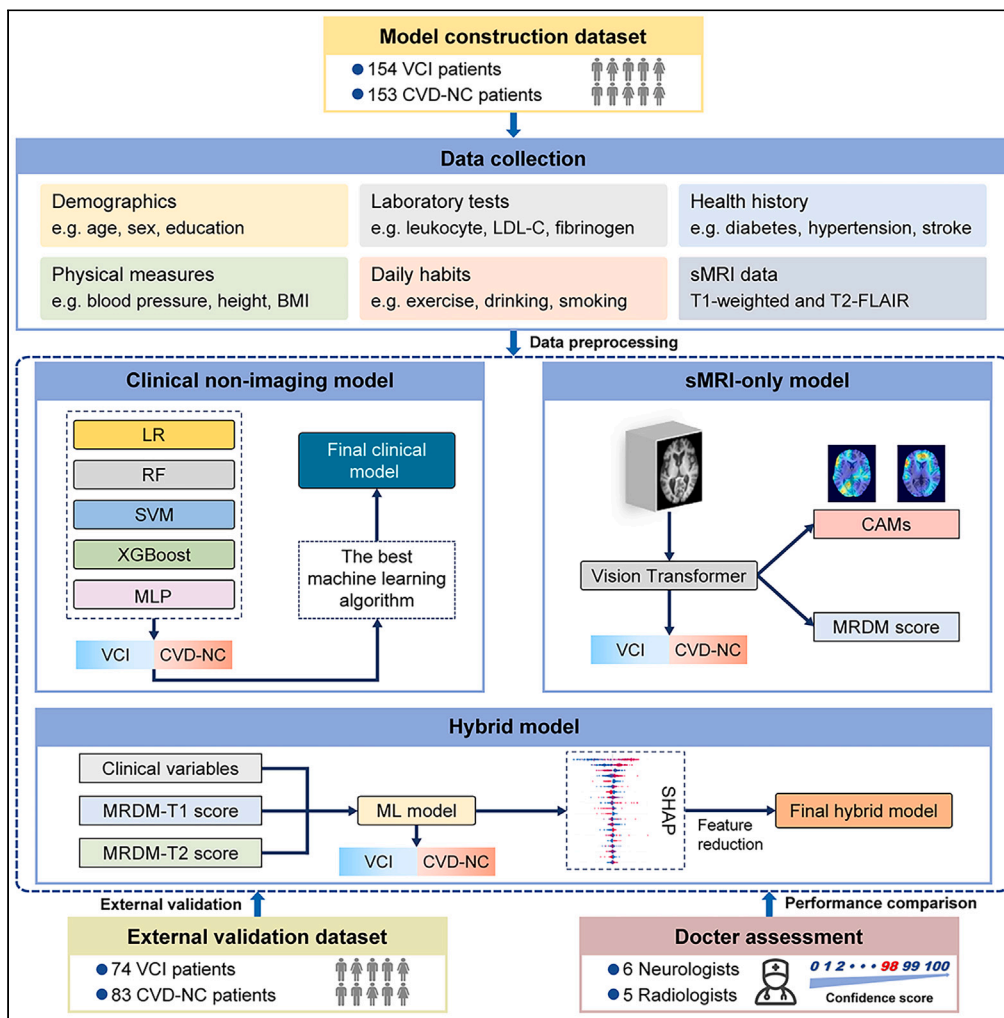 Model construction dataset
154 VCI patients
153 CVD-NC patients
Data collection
Demographics
e.g. age, sex, education
Laboratory tests
e.g. leukocyte, LDL-C, fibrinogen
Health history
e.g. diabetes, hypertension, stroke
Physical measures
e.g. blood pressure, height, BMI
Daily habits
e.g. exercise, drinking, smoking
sMRI data
T1-weighted and T2-FLAIR
Data preprocessing
Clinical non-imaging model
LR
RF
SVM
XGBoost
MLP
VCI CVD-NC
The best
machine learning
algorithm
Final clinical
model
sMRI-only model
Vision Transformer
VCI CVD-NC
CAMs
MRDM score
Hybrid model
Clinical variables
MRDM-T1 score
MRDM-T2 score
ML model
VCI CVD-NC
SHAP
Feature
reduction
Final hybrid model
External validation
Performance comparison
External validation dataset
74 VCI patients
83 CVD-NC patients
Docter assessment
6 Neurologists
5 Radiologists
0 1 2 • • • 98 99 100
Confidence score